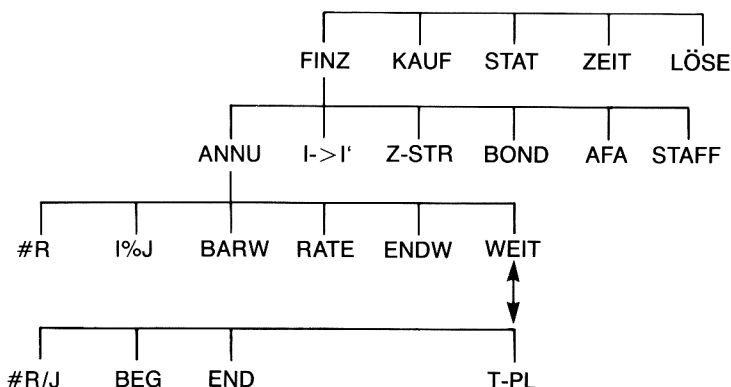 FINZ KAUF STAT ZEIT LÖSE
ANNU I->I' Z-STR BOND AFA STAFF
#R I%J BARW RATE ENDW WEIT
#R/J BEG END T-PL